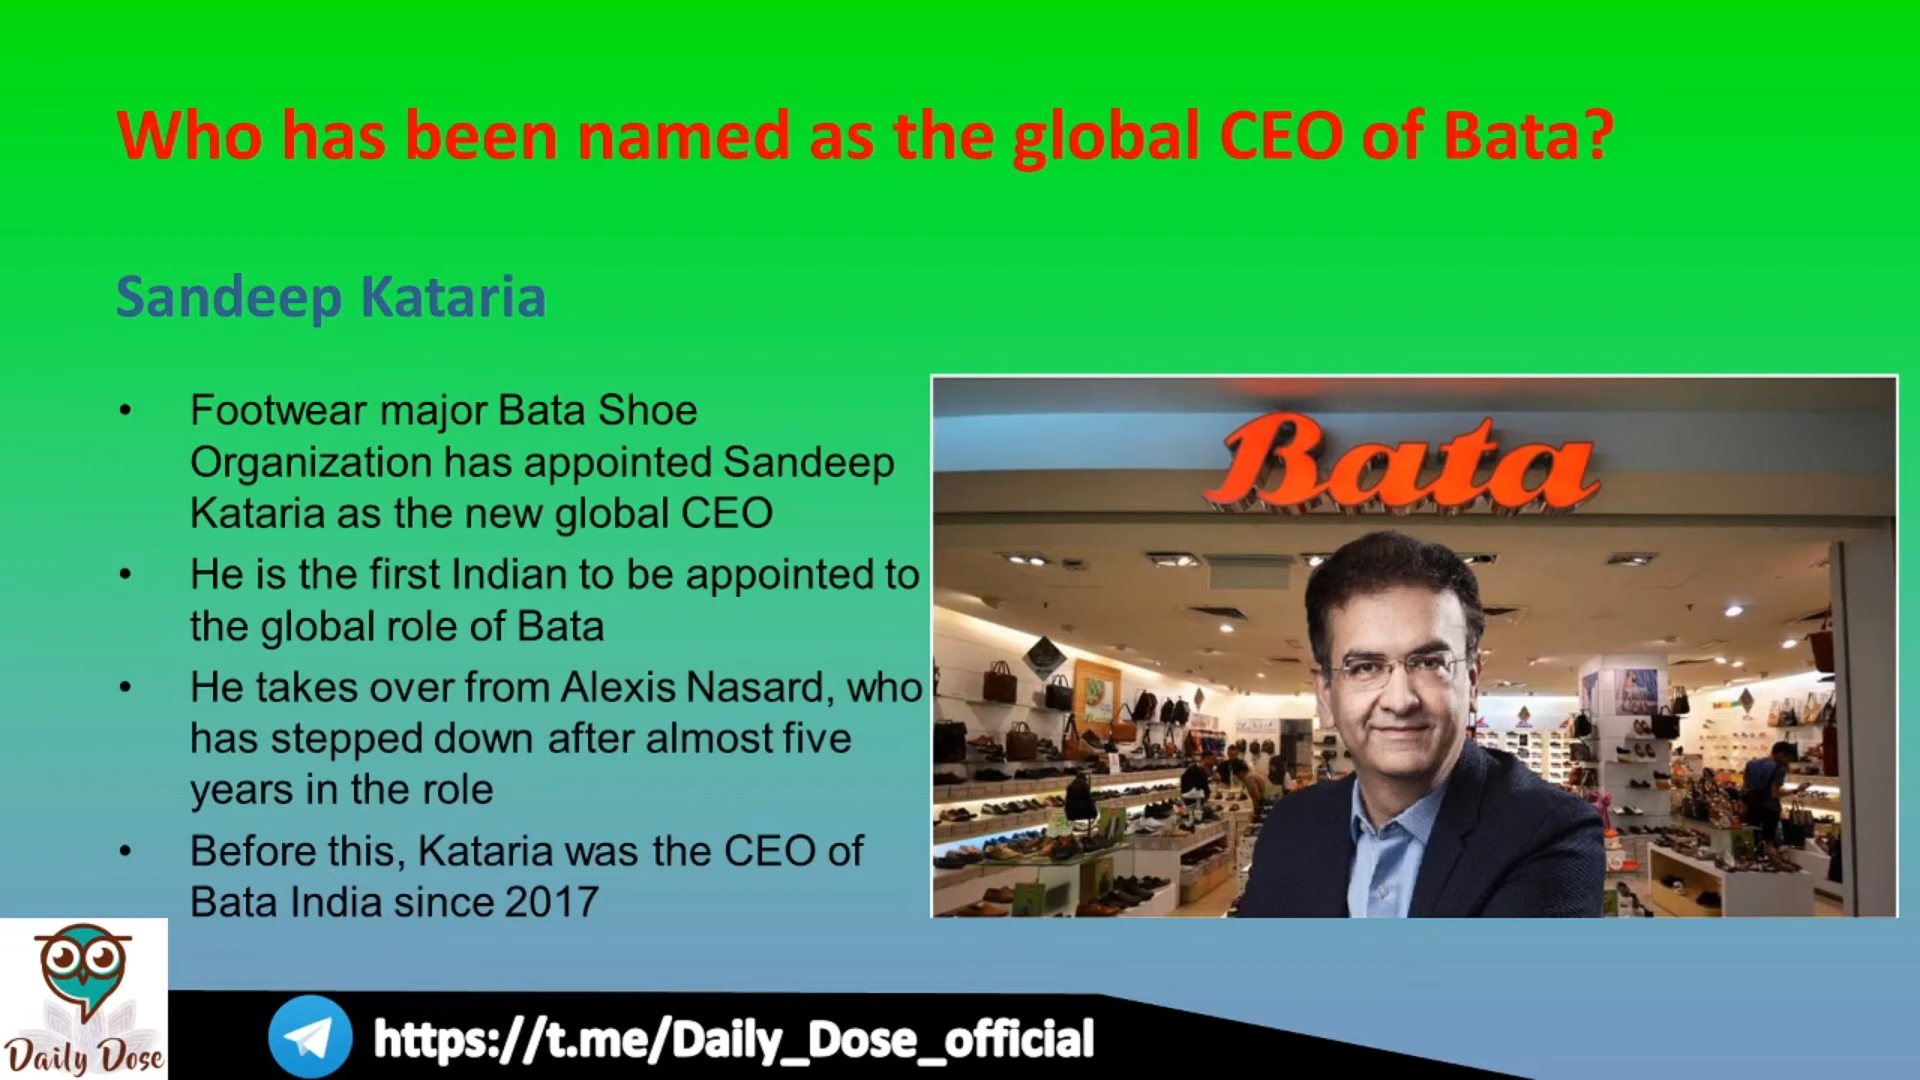 Who has been named as the global CEO of Bata?
Sandeep Kataria
• Footwear major Bata Shoe
Organization has appointed Sandeep
Kataria as the new global CEO
• He is the first Indian to be appointed to
the global role of Bata
• He takes over from Alexis Nasard, who
has stepped down after almost five
years in the role
• Before this, Kataria was the CEO of
Bata India since 2017
Bata
Daily Dose
https://t.me/Daily_Dose_official